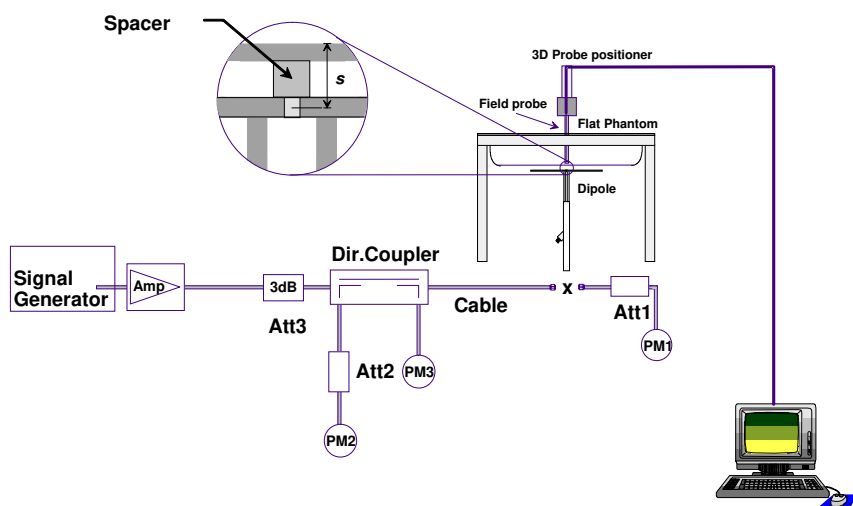 Spacer
s
3D Probe positioner
Field probe
Flat Phantom
Dipole
Signal
Generator
Amp
3dB
Att3
Dir.Coupler
Cable
x
Att1
PM1
Att2
PM3
PM2